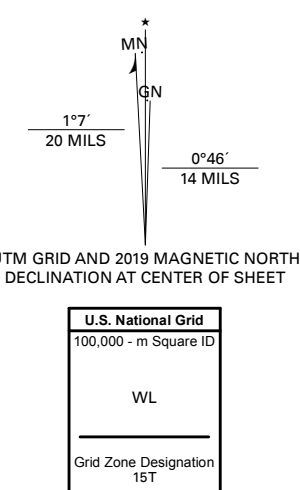 ★
MN
GN
1°7´
20 MILS
0°46´
14 MILS
UTM GRID AND 2019 MAGNETIC NORTH
DECLINATION AT CENTER OF SHEET
U.S. National Grid
100,000 - m Square ID
WL
Grid Zone Designation
15T